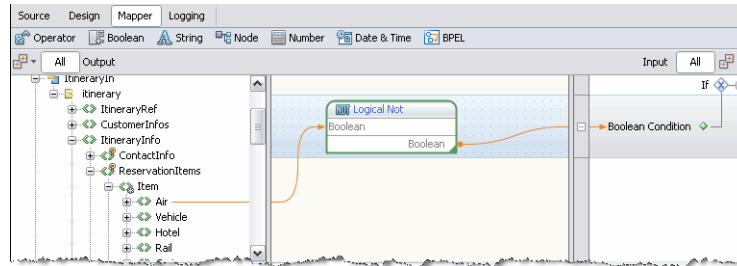 Source Design Mapper Logging
Operator Boolean String Node Number Date & Time BPEL
All Output Input All
ItineraryIn
If
itinerary
ItineraryRef
NOT Logical Not
CustomerInfos
Boolean
Boolean Condition
ItineraryInfo
Boolean
ContactInfo
ReservationItems
Item
Air
Vehicle
Hotel
Rail